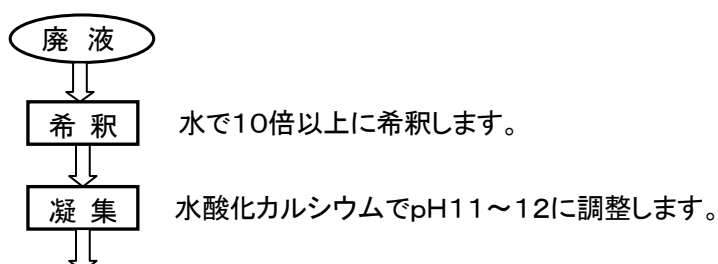 廃 液
希 釈 水で10倍以上に希釈します。
凝 集 水酸化カルシウムでpH11~12に調整します。